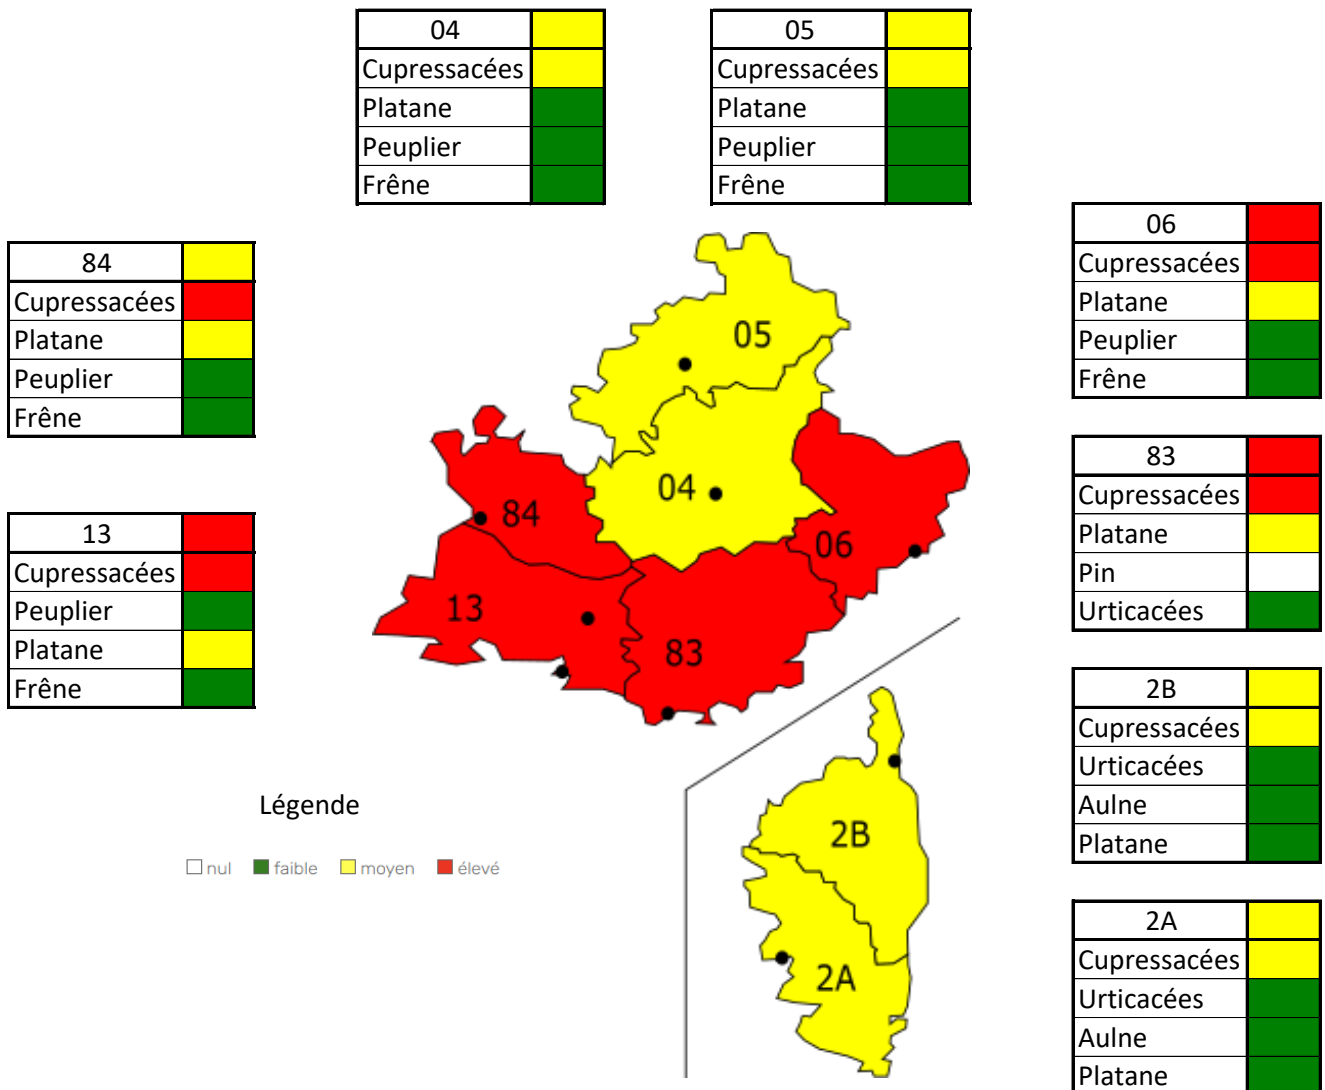 04
Cupressacées
Platane
Peuplier
Frêne
05
Cupressacées
Platane
Peuplier
Frêne
84
Cupressacées
Platane
Peuplier
Frêne
13
Cupressacées
Peuplier
Platane
Frêne
05
04
84
06
13
83
2B
2A
06
Cupressacées
Platane
Peuplier
Frêne
83
Cupressacées
Platane
Pin
Urticacées
2B
Cupressacées
Urticacées
Aulne
Platane
2A
Cupressacées
Urticacées
Aulne
Platane
Légende
nul faible moyen élevé